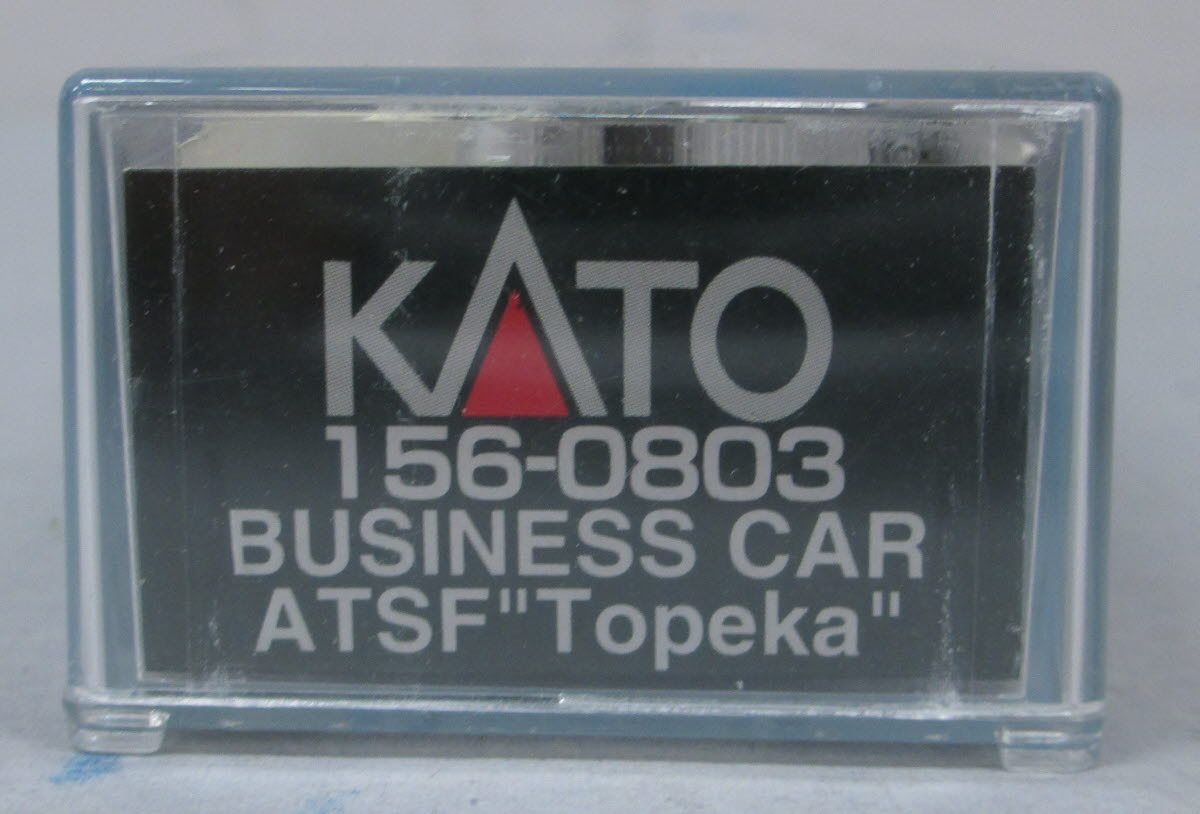 KATO
156-0803
BUSINESS CAR
ATSF"Topeka"